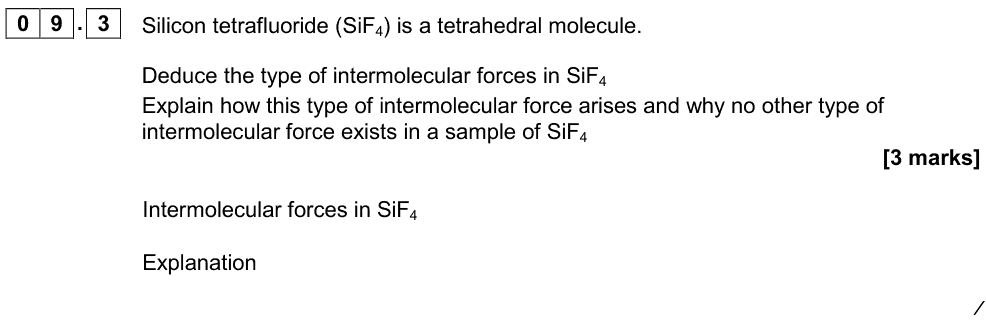 09.3 Silicon tetrafluoride (SiF₄) is a tetrahedral molecule.
Deduce the type of intermolecular forces in SiF₄
Explain how this type of intermolecular force arises and why no other type of
intermolecular force exists in a sample of SiF₄
[3 marks]
Intermolecular forces in SiF₄
Explanation